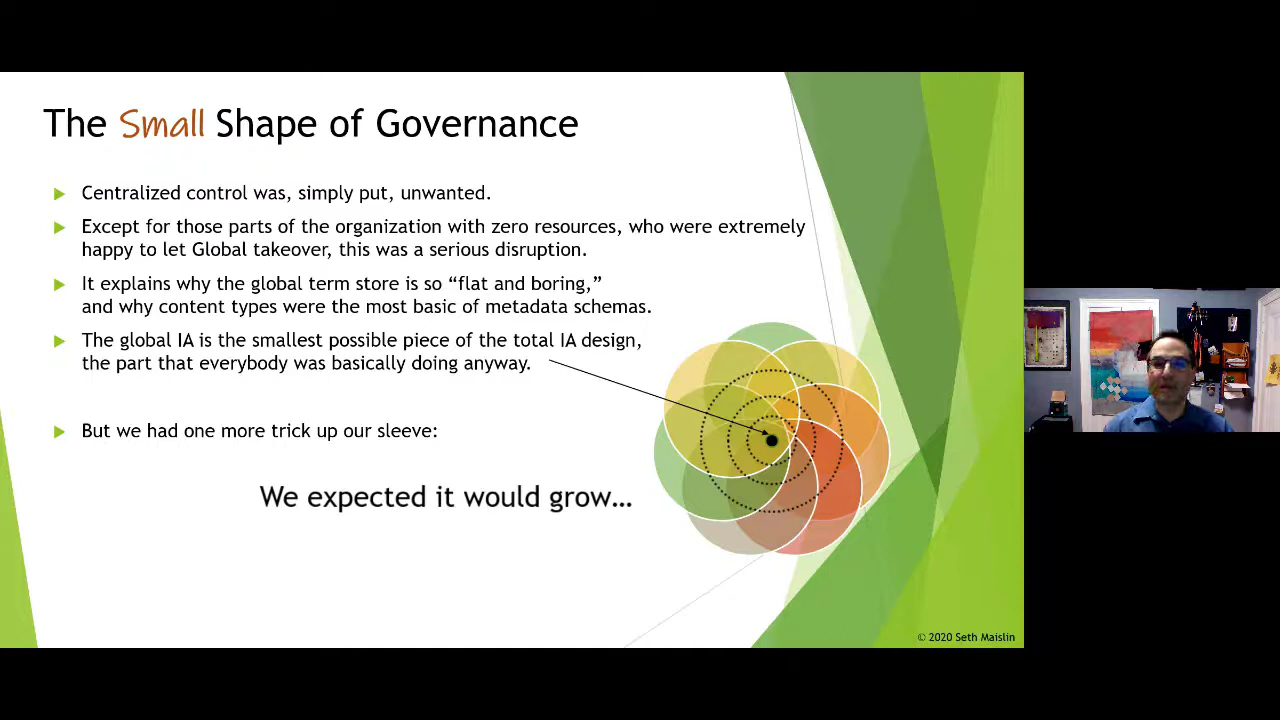 The Small Shape of Governance
Centralized control was, simply put, unwanted.
Except for those parts of the organization with zero resources, who were extremely
happy to let Global takeover, this was a serious disruption.
It explains why the global term store is so “flat and boring,”
and why content types were the most basic of metadata schemas.
The global IA is the smallest possible piece of the total IA design,
the part that everybody was basically doing anyway.
But we had one more trick up our sleeve:
We expected it would grow…
© 2020 Seth Maislin